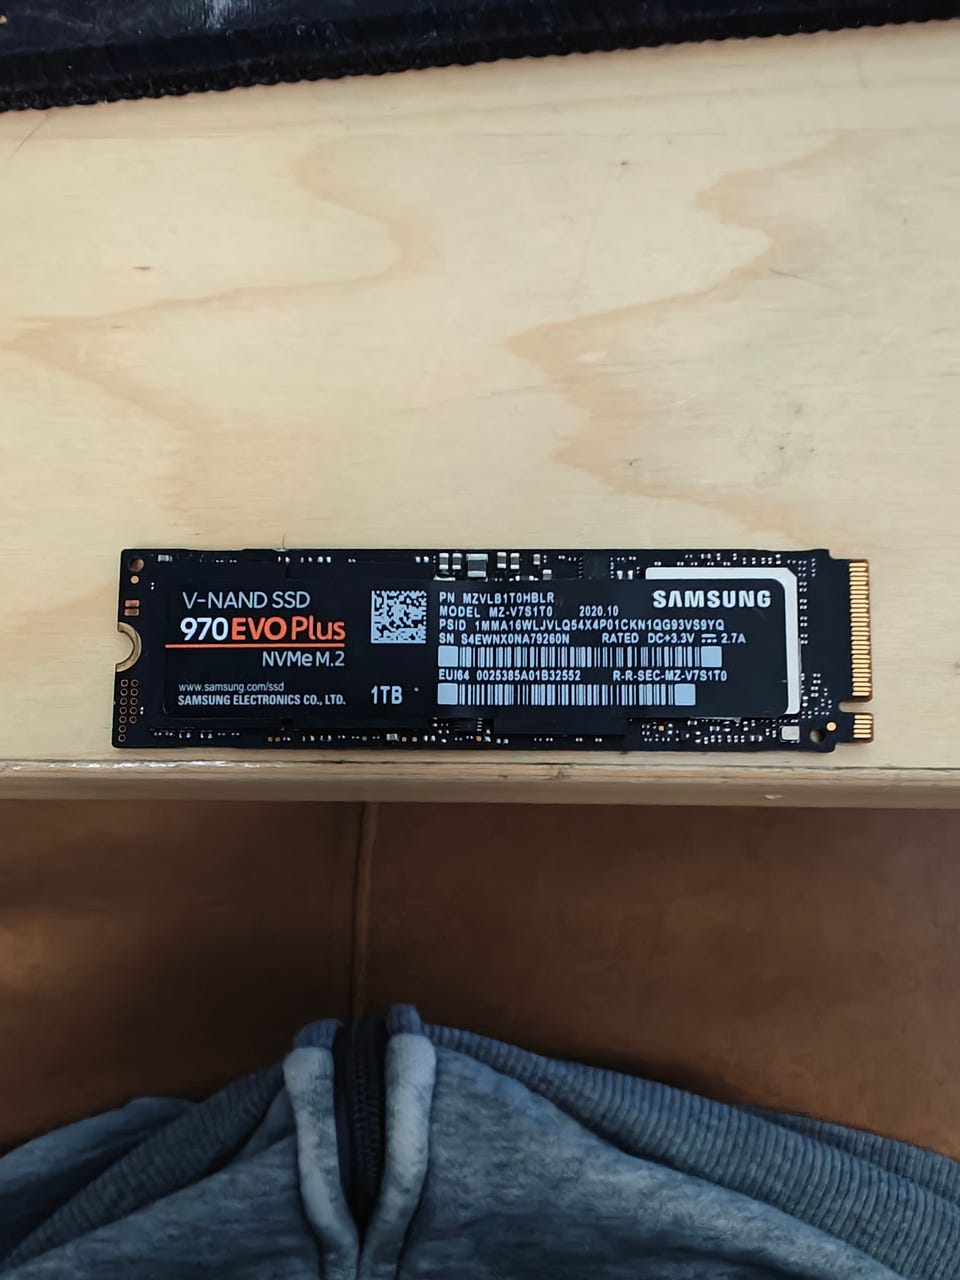 V-NAND SSD
970 EVO Plus
NVMe M.2
www.samsung.com/ssd
SAMSUNG ELECTRONICS CO., LTD.
1TB
SAMSUNG
PN MZVLB1T0HBLR
MODEL MZ-V7S1T0 2020.10
PSID 1MMA16WLJVLQ54X4P01CKN1QG93VS9YQ
SN S4EWNX0NA79260N RATED DC+3.3V ⎓ 2.7A
EUI64 0025385A01B32552 R-R-SEC-MZ-V7S1T0